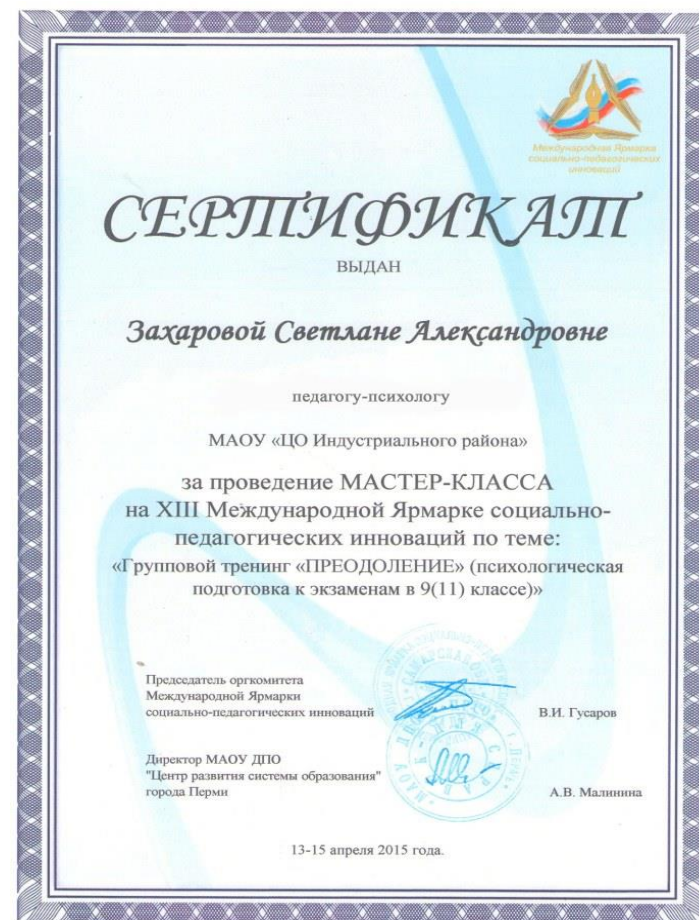 Международная Ярмарка
социально-педагогических
инноваций
СЕРТИФИКАТ
ВЫДАН
Захаровой Светлане Александровне
педагогу-психологу
МАОУ «ЦО Индустриального района»
за проведение МАСТЕР-КЛАССА
на XIII Международной Ярмарке социально-
педагогических инноваций по теме:
«Групповой тренинг «ПРЕОДОЛЕНИЕ» (психологическая
подготовка к экзаменам в 9(11) классе)»
Председатель оргкомитета
Международной Ярмарки
социально-педагогических инноваций
В.И. Гусаров
Директор МАОУ ДПО
"Центр развития системы образования"
города Перми
А.В. Малинина
13-15 апреля 2015 года.